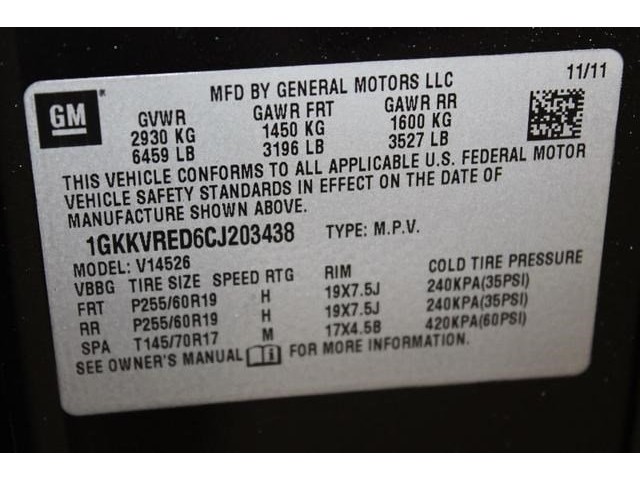 GM
MFD BY GENERAL MOTORS LLC 11/11
GVWR GAWR FRT GAWR RR
2930 KG 1450 KG 1600 KG
6459 LB 3196 LB 3527 LB
THIS VEHICLE CONFORMS TO ALL APPLICABLE U.S. FEDERAL MOTOR
VEHICLE SAFETY STANDARDS IN EFFECT ON THE DATE OF
MANUFACTURE SHOWN ABOVE.
1GKKVRED6CJ203438 TYPE: M.P.V.
MODEL: V14526
VBBG TIRE SIZE SPEED RTG RIM COLD TIRE PRESSURE
FRT P255/60R19 H 19X7.5J 240KPA(35PSI)
RR P255/60R19 H 19X7.5J 240KPA(35PSI)
SPA T145/70R17 M 17X4.5B 420KPA(60PSI)
SEE OWNER'S MANUAL FOR MORE INFORMATION.